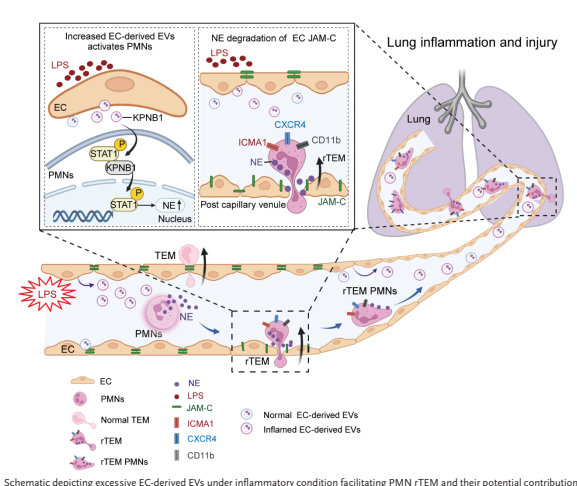 Increased EC-derived EVs
activates PMNs
LPS
EC
KPNB1
P
STAT1
KPNB1
PMNs
P
STAT1
NE↑
Nucleus
NE degradation of EC JAM-C
LPS
CXCR4
ICMA1
CD11b
NE
rTEM
Post capillary venule
JAM-C
Lung inflammation and injury
Lung
TEM
LPS
NE
PMNs
rTEM PMNs
EC
rTEM
EC
PMNs
Normal TEM
rTEM
rTEM PMNs
NE
LPS
JAM-C
ICMA1
CXCR4
CD11b
Normal EC-derived EVs
Inflamed EC-derived EVs
Schematic depicting excessive EC-derived EVs under inflammatory condition facilitating PMN rTEM and their potential contribution